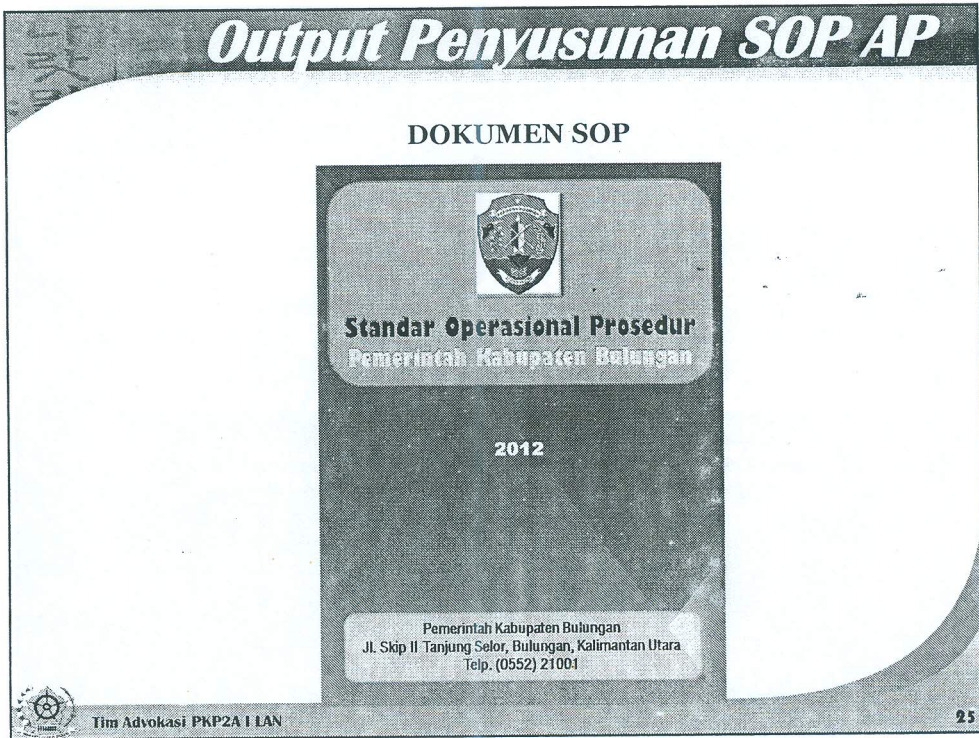 Output Penyusunan SOP AP
DOKUMEN SOP
Standar Operasional Prosedur
Pemerintah Kabupaten Bulungan
2012
Pemerintah Kabupaten Bulungan
Jl. Skip II Tanjung Selor, Bulungan, Kalimantan Utara
Telp. (0552) 21001
Tim Advokasi PKP2A I LAN
25